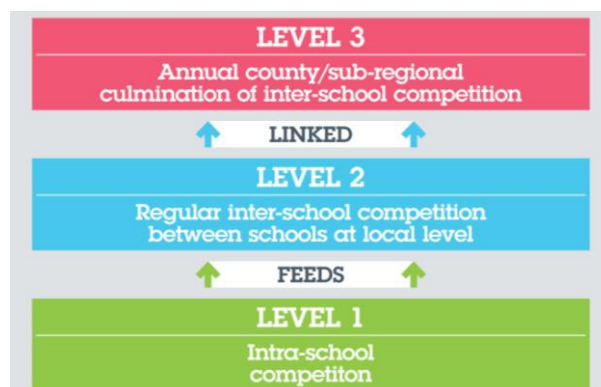 LEVEL 3
Annual county/sub-regional
culmination of inter-school competition
LINKED
LEVEL 2
Regular inter-school competition
between schools at local level
FEEDS
LEVEL 1
Intra-school
competiton